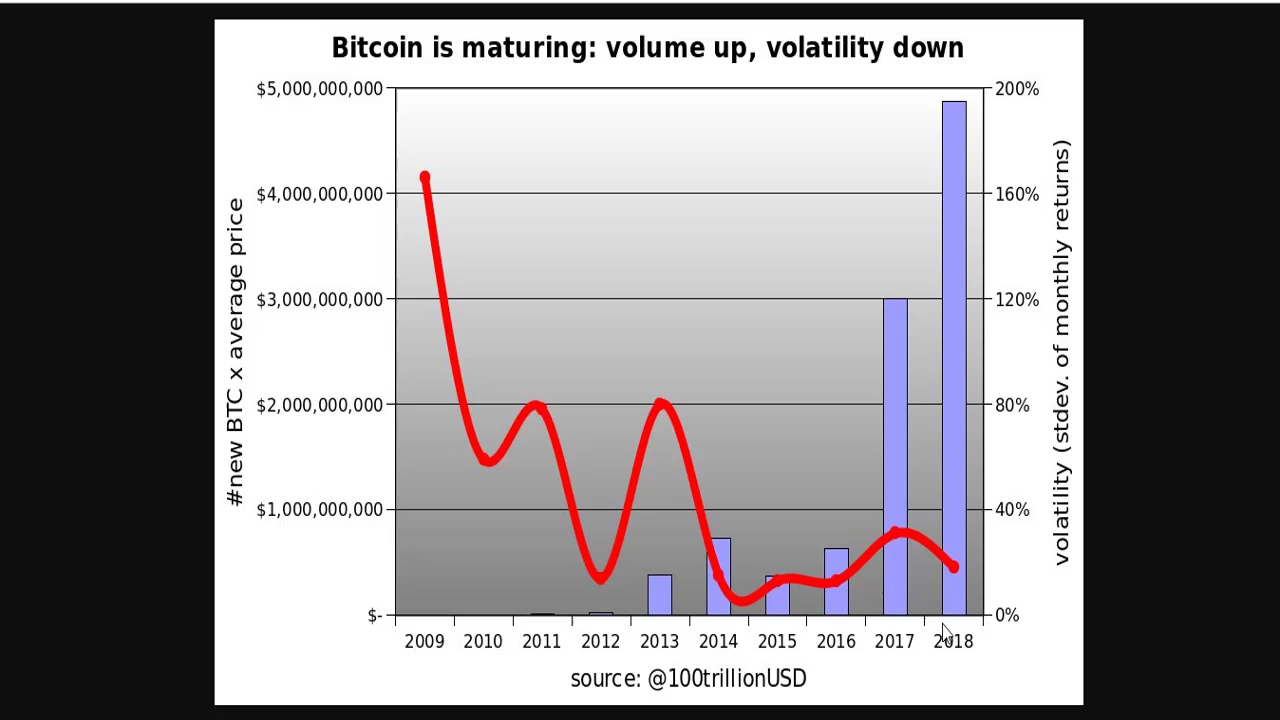 Bitcoin is maturing: volume up, volatility down
#new BTC x average price
$5,000,000,000
$4,000,000,000
$3,000,000,000
$2,000,000,000
$1,000,000,000
$-
200%
160%
120%
80%
40%
0%
volatility (stdev. of monthly returns)
2009 2010 2011 2012 2013 2014 2015 2016 2017 2018
source: @100trillionUSD